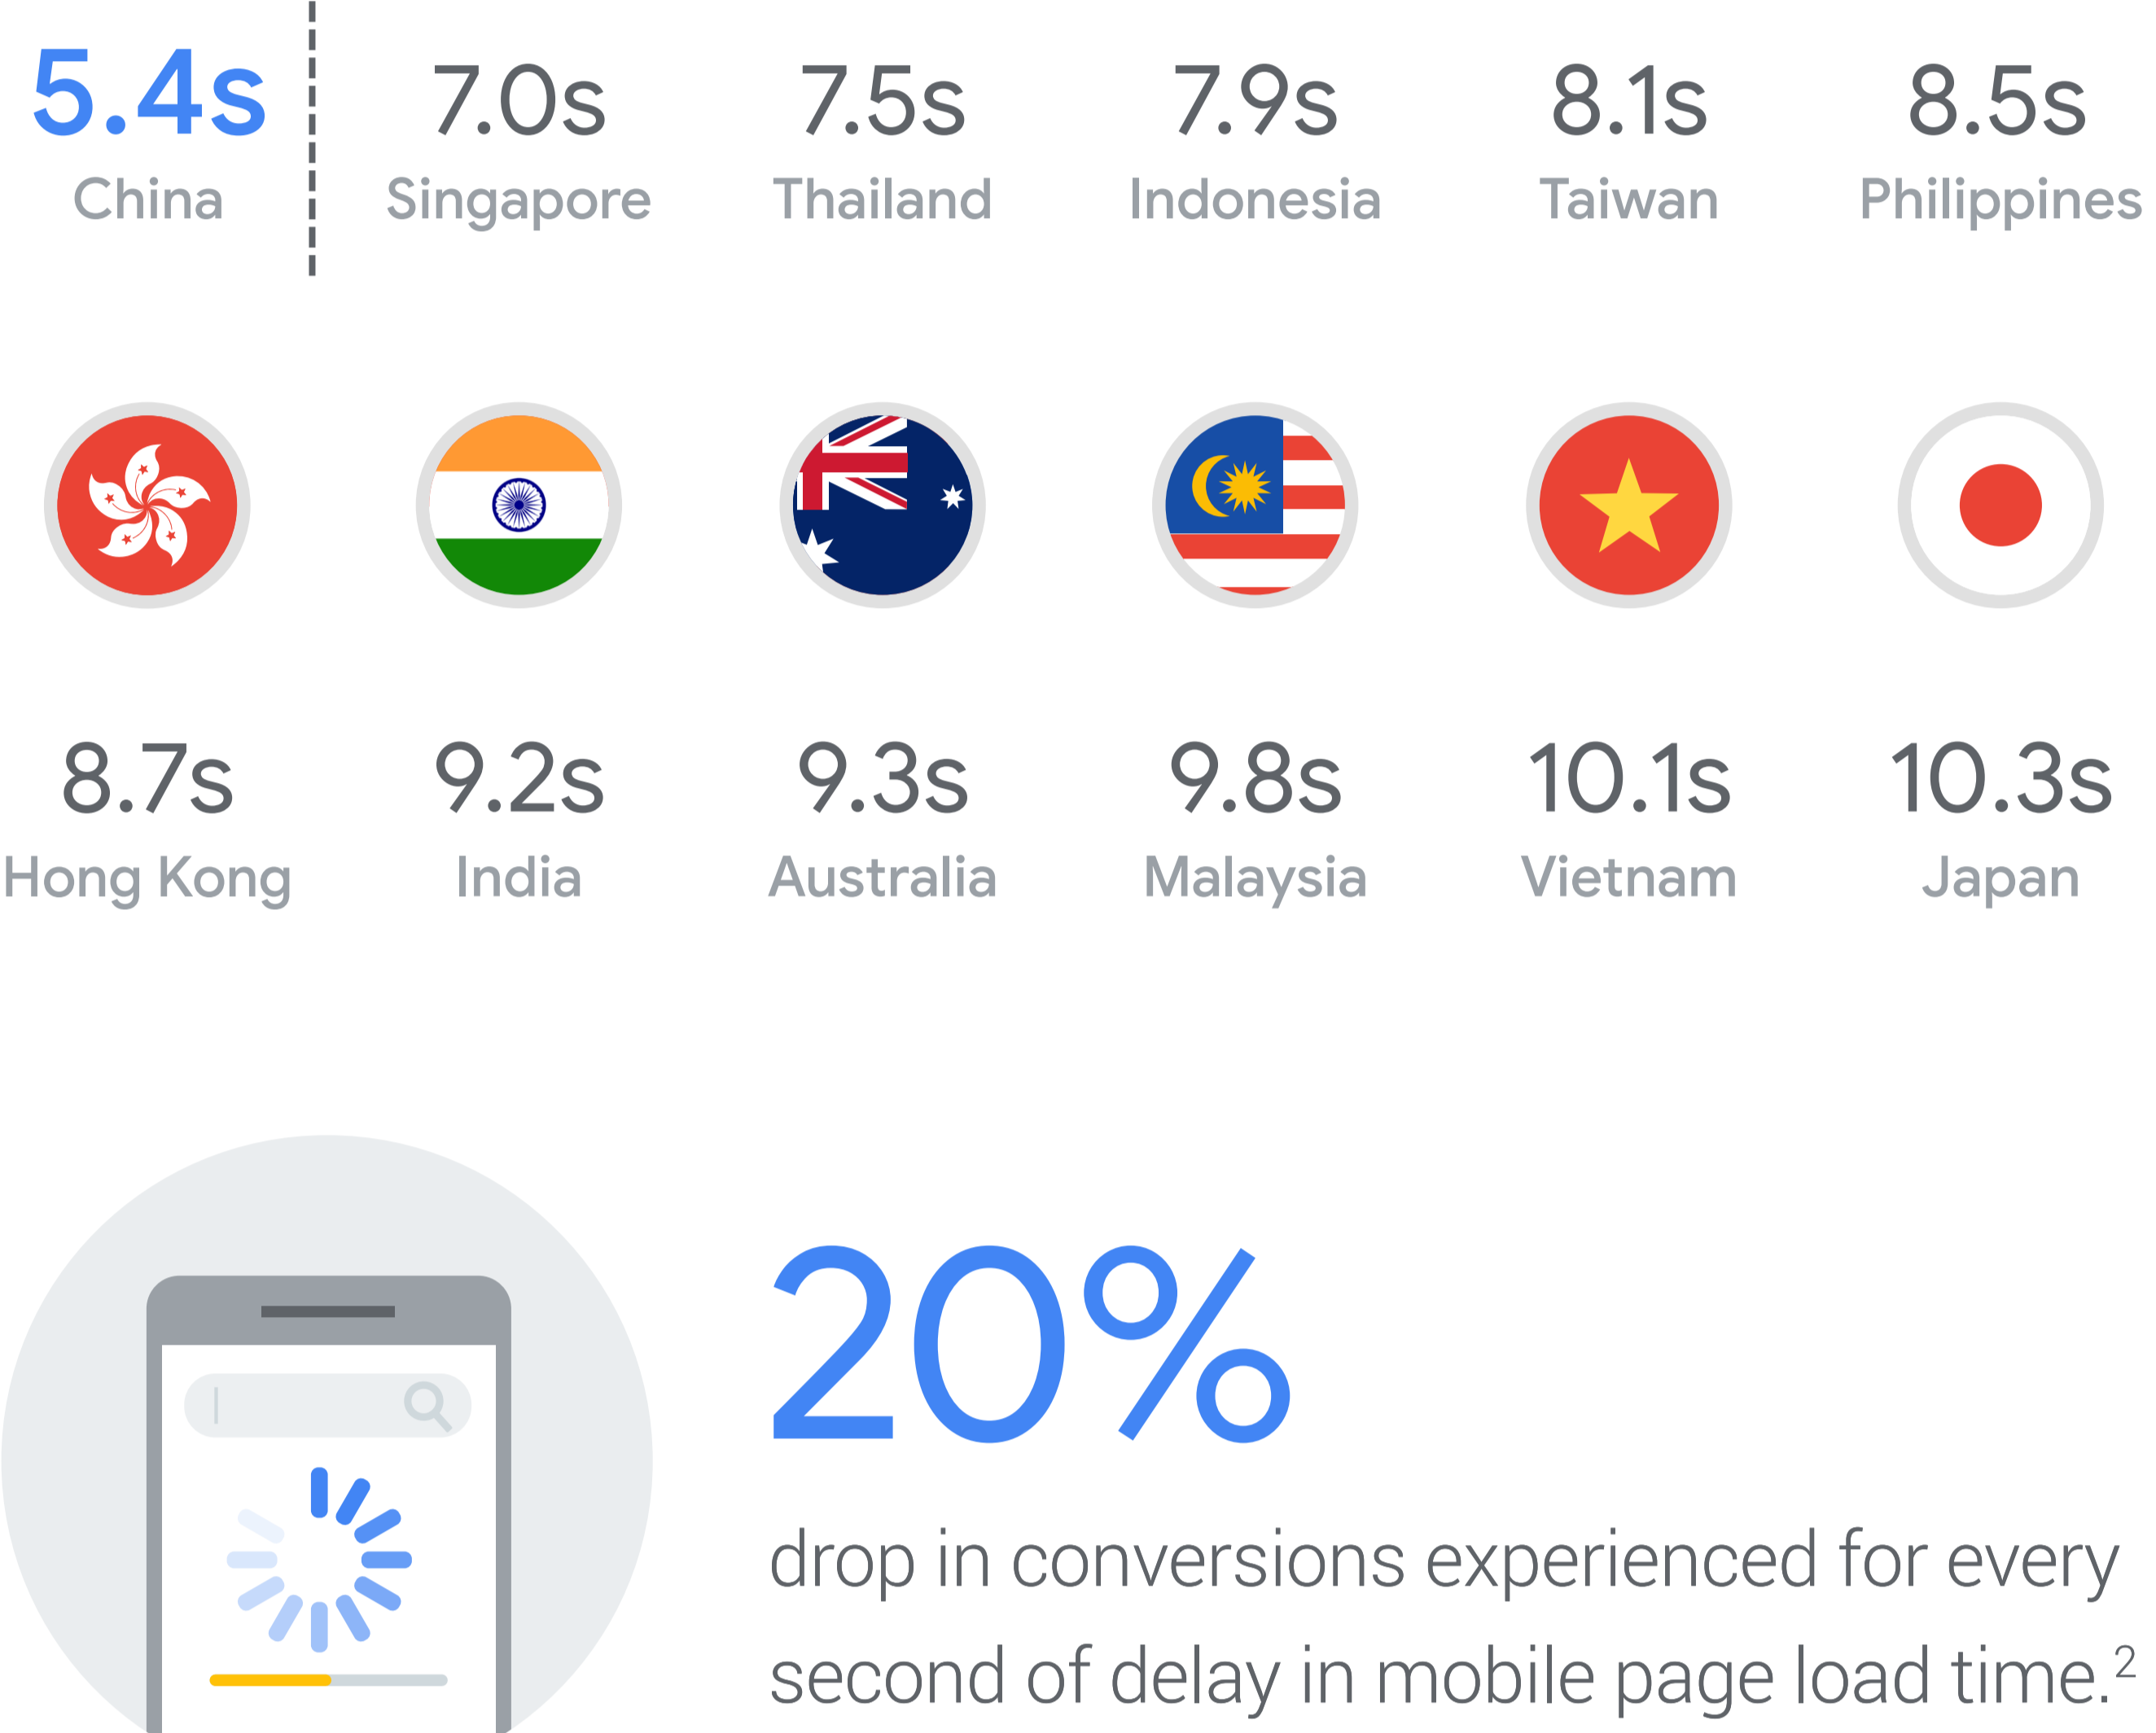 5.4s 7.0s 7.5s 7.9s 8.1s 8.5s
China Singapore Thailand Indonesia Taiwan Philippines
8.7s 9.2s 9.3s 9.8s 10.1s 10.3s
Hong Kong India Australia Malaysia Vietnam Japan
20%
drop in conversions experienced for every
second of delay in mobile page load time.²